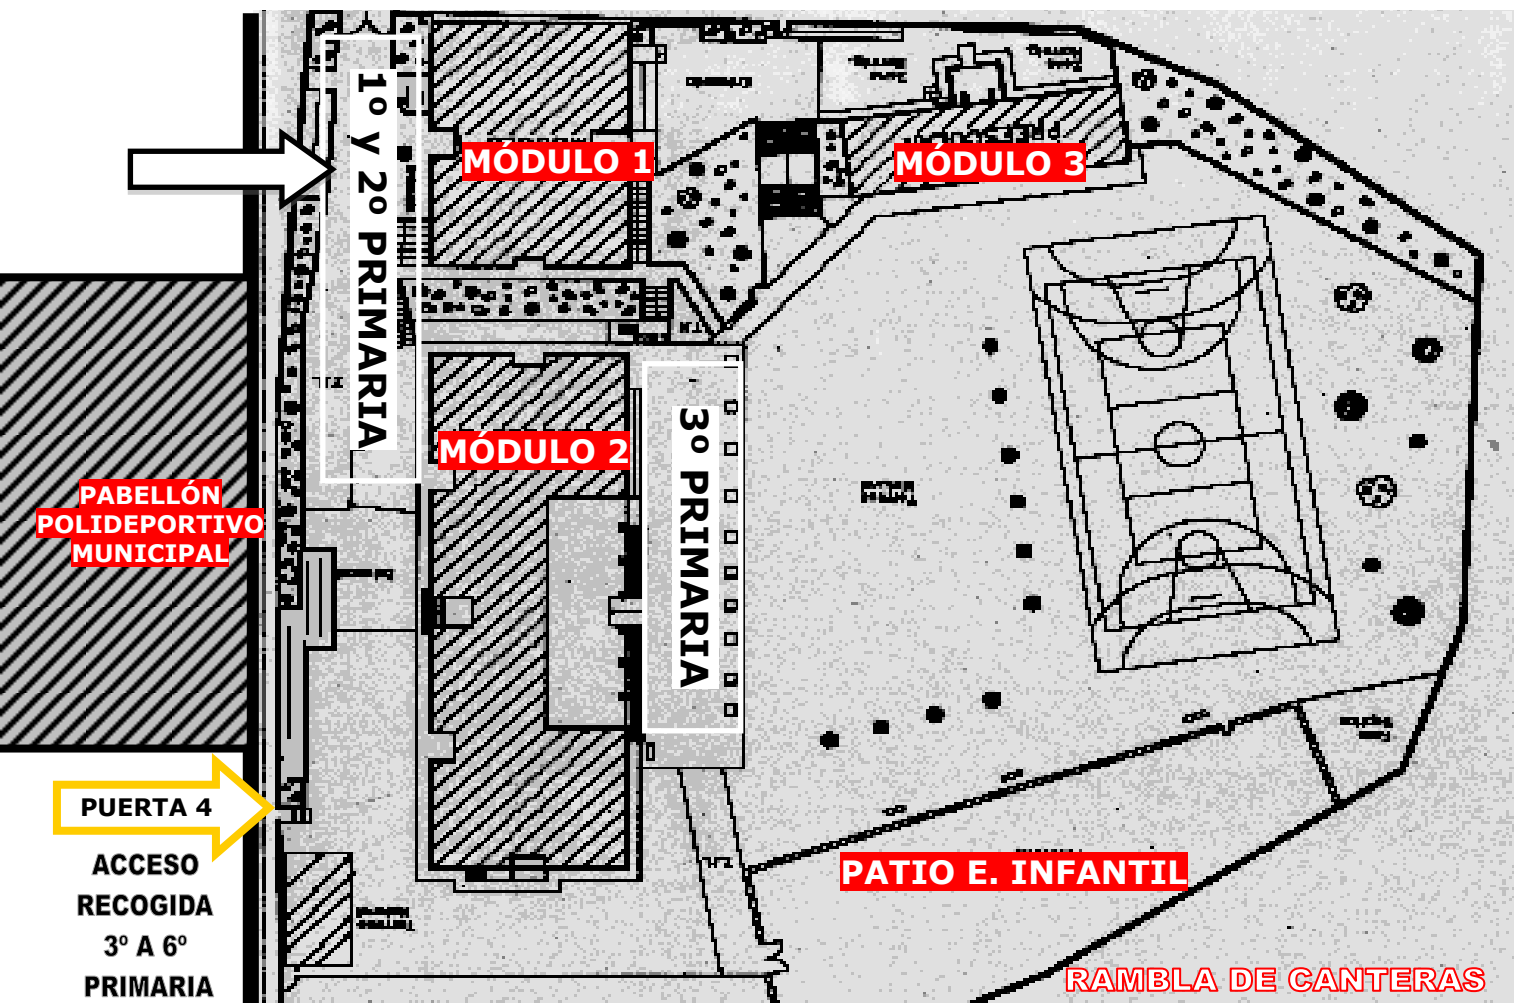 1º y 2º PRIMARIA
MÓDULO 1
MÓDULO 3
MÓDULO 2
3º PRIMARIA
PABELLÓN
POLIDEPORTIVO
MUNICIPAL
PUERTA 4
ACCESO
RECOGIDA
3º A 6º
PRIMARIA
PATIO E. INFANTIL
RAMBLA DE CANTERAS